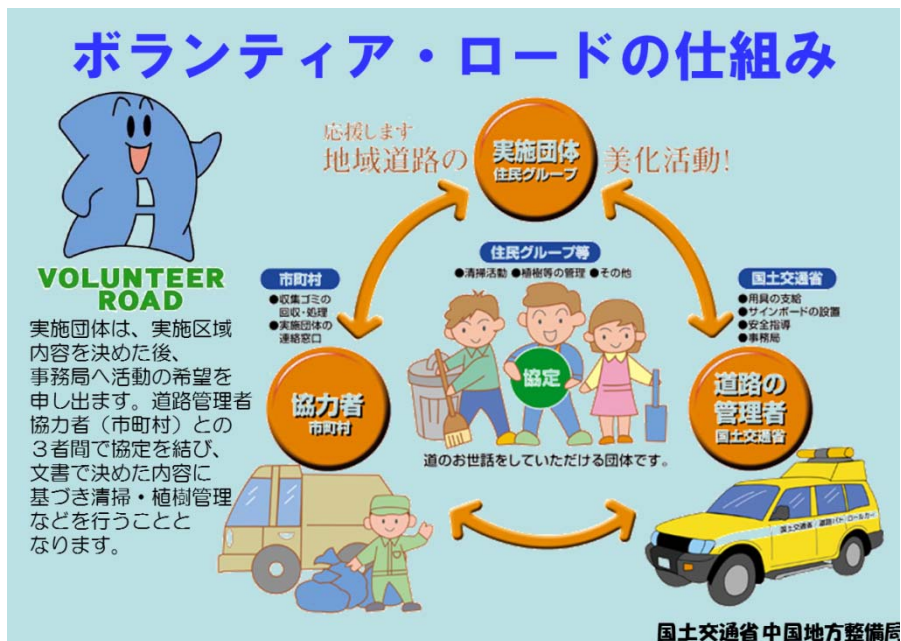 ボランティア・ロードの仕組み
応援します
地域道路の
美化活動!
実施団体
住民グループ
VOLUNTEER
ROAD
実施団体は、実施区域
内容を決めた後、
事務局へ活動の希望を
申し出ます。道路管理者
協力者（市町村）との
３者間で協定を結び、
文書で決めた内容に
基づき清掃・植樹管理
などを行うことと
なります。
市町村
●収集ゴミの
回収・処理
●実施団体の
連絡窓口
住民グループ等
●清掃活動 ●植樹等の管理 ●その他
国土交通省
●用具の支給
●サインボードの設置
●安全指導
●事務局
協力者
市町村
協定
道路の
管理者
国土交通省
道のお世話をしていただける団体です。
国土交通省
国土交通省 中国地方整備局